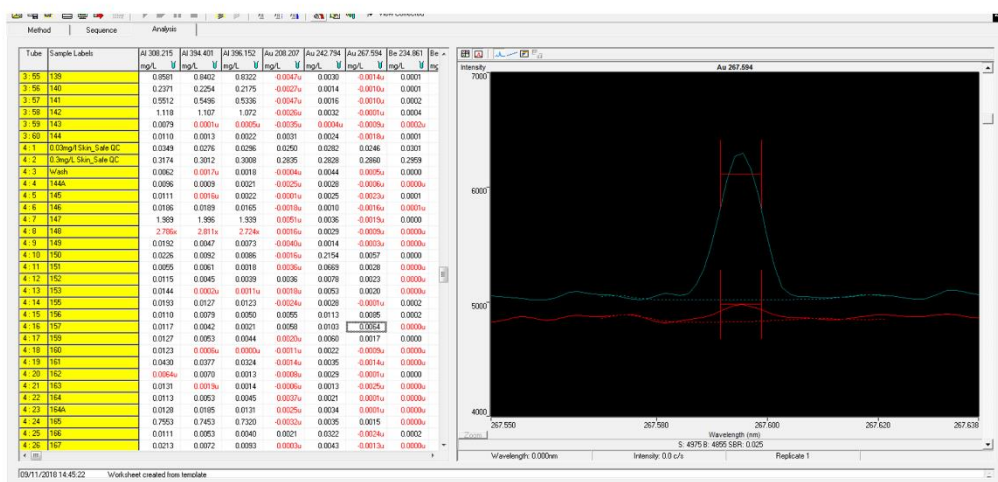 Method Sequence Analysis
Tube Sample Labels Al 308.215 Al 394.401 Al 396.152 Au 208.207 Au 242.794 Au 267.594 Be 234.861 Be
mg/L mg/L mg/L mg/L mg/L mg/L mg/L mg
3:55 139 0.8581 0.8402 0.8322 -0.0047u 0.0030 -0.0014u 0.0001
3:56 140 0.2371 0.2254 0.2175 -0.0027u 0.0014 -0.0010u 0.0001
3:57 141 0.5512 0.5496 0.5336 -0.0047u 0.0016 -0.0010u 0.0002
3:58 142 1.118 1.107 1.072 -0.0026u 0.0032 -0.0001u 0.0004
3:59 143 0.0079 0.0001u 0.0005u -0.0035u 0.0004u -0.0009u 0.0002u
3:60 144 0.0110 0.0013 0.0022 0.0031 0.0024 -0.0018u 0.0001
4:1 0.03mg/l Skin_Safe QC 0.0349 0.0276 0.0296 0.0250 0.0282 0.0246 0.0301
4:2 0.3mg/L Skin_Safe QC 0.3174 0.3012 0.3008 0.2835 0.2828 0.2860 0.2959
4:3 Wash 0.0062 0.0017u 0.0018 -0.0004u 0.0044 0.0005u 0.0000
4:4 144A 0.0096 0.0009 0.0021 -0.0025u 0.0028 -0.0006u 0.0000u
4:5 145 0.0111 0.0016u 0.0022 -0.0001u 0.0025 -0.0023u 0.0001
4:6 146 0.0186 0.0189 0.0165 -0.0018u 0.0010 -0.0016u 0.0001u
4:7 147 1.989 1.996 1.939 0.0051u 0.0036 -0.0019u 0.0000
4:8 148 2.786x 2.811x 2.724x 0.0016u 0.0029 -0.0009u 0.0000u
4:9 149 0.0192 0.0047 0.0073 -0.0040u 0.0014 -0.0003u 0.0000u
4:10 150 0.0226 0.0092 0.0086 -0.0016u 0.2154 0.0057 0.0000
4:11 151 0.0055 0.0061 0.0018 0.0036u 0.0669 0.0028 0.0000u
4:12 152 0.0115 0.0045 0.0039 0.0036 0.0078 0.0023 0.0000u
4:13 153 0.0144 0.0002u 0.0011u -0.0018u 0.0053 0.0020 0.0000u
4:14 155 0.0193 0.0127 0.0123 -0.0024u 0.0028 -0.0001u 0.0002
4:15 156 0.0110 0.0079 0.0050 0.0055 0.0113 0.0085 0.0002
4:16 157 0.0117 0.0042 0.0021 0.0058 0.0103 0.0064 0.0000u
4:17 159 0.0127 0.0053 0.0044 0.0020u 0.0060 0.0017 0.0000
4:18 160 0.0123 0.0006u 0.0000u -0.0011u 0.0022 -0.0009u 0.0000u
4:19 161 0.0430 0.0377 0.0324 -0.0014u 0.0035 -0.0014u 0.0000u
4:20 162 0.0064u 0.0078 0.0013 -0.0008u 0.0029 -0.0001u 0.0000
4:21 163 0.0131 0.0019u 0.0014 -0.0006u 0.0013 -0.0025u 0.0000u
4:22 164 0.0113 0.0053 0.0045 0.0037u 0.0021 0.0001u 0.0000u
4:23 164A 0.0128 0.0185 0.0131 0.0025u 0.0034 0.0001u 0.0000u
4:24 165 0.7553 0.7453 0.7320 -0.0032u 0.0035 0.0015 0.0000u
4:25 166 0.0111 0.0053 0.0040 0.0021 0.0322 -0.0024u 0.0002
4:26 167 0.0213 0.0072 0.0093 0.0003u 0.0043 -0.0013u 0.0000u
Intensity Au 267.594
7000
6000
5000
4000
267.550 267.580 267.600 267.620 267.638
Zoom Wavelength (nm)
S: 4975 B: 4855 SBR: 0.025
Wavelength: 0.000nm Intensity: 0.0 c/s Replicate 1
09/11/2018 14:45:22 Worksheet created from template